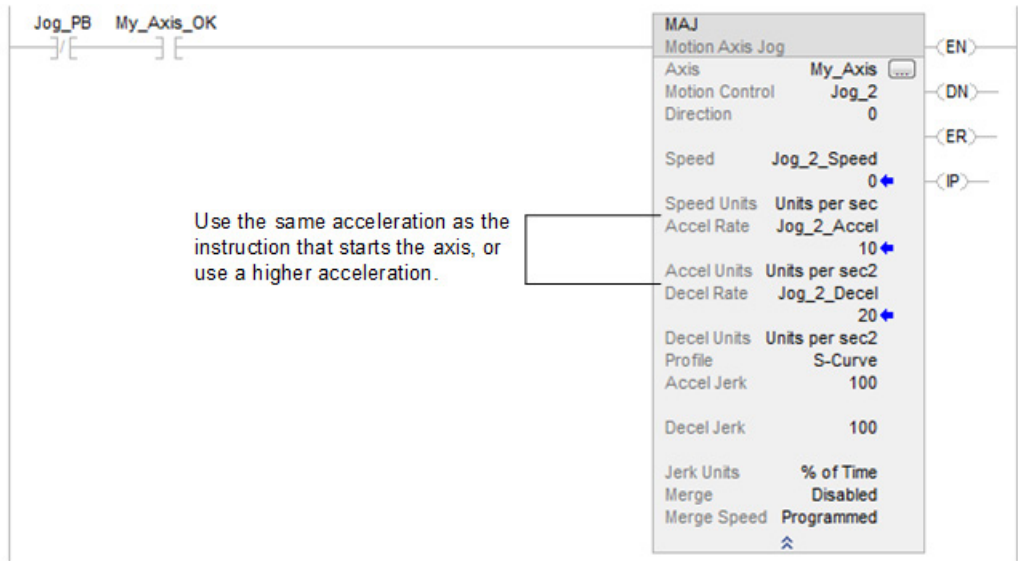 Jog_PB My_Axis_OK
MAJ
Motion Axis Jog
Axis My_Axis ...
Motion Control Jog_2
Direction 0
Speed Jog_2_Speed
0
Speed Units Units per sec
Accel Rate Jog_2_Accel
10
Accel Units Units per sec2
Decel Rate Jog_2_Decel
20
Decel Units Units per sec2
Profile S-Curve
Accel Jerk 100
Decel Jerk 100
Jerk Units % of Time
Merge Disabled
Merge Speed Programmed
EN
DN
ER
IP
Use the same acceleration as the
instruction that starts the axis, or
use a higher acceleration.